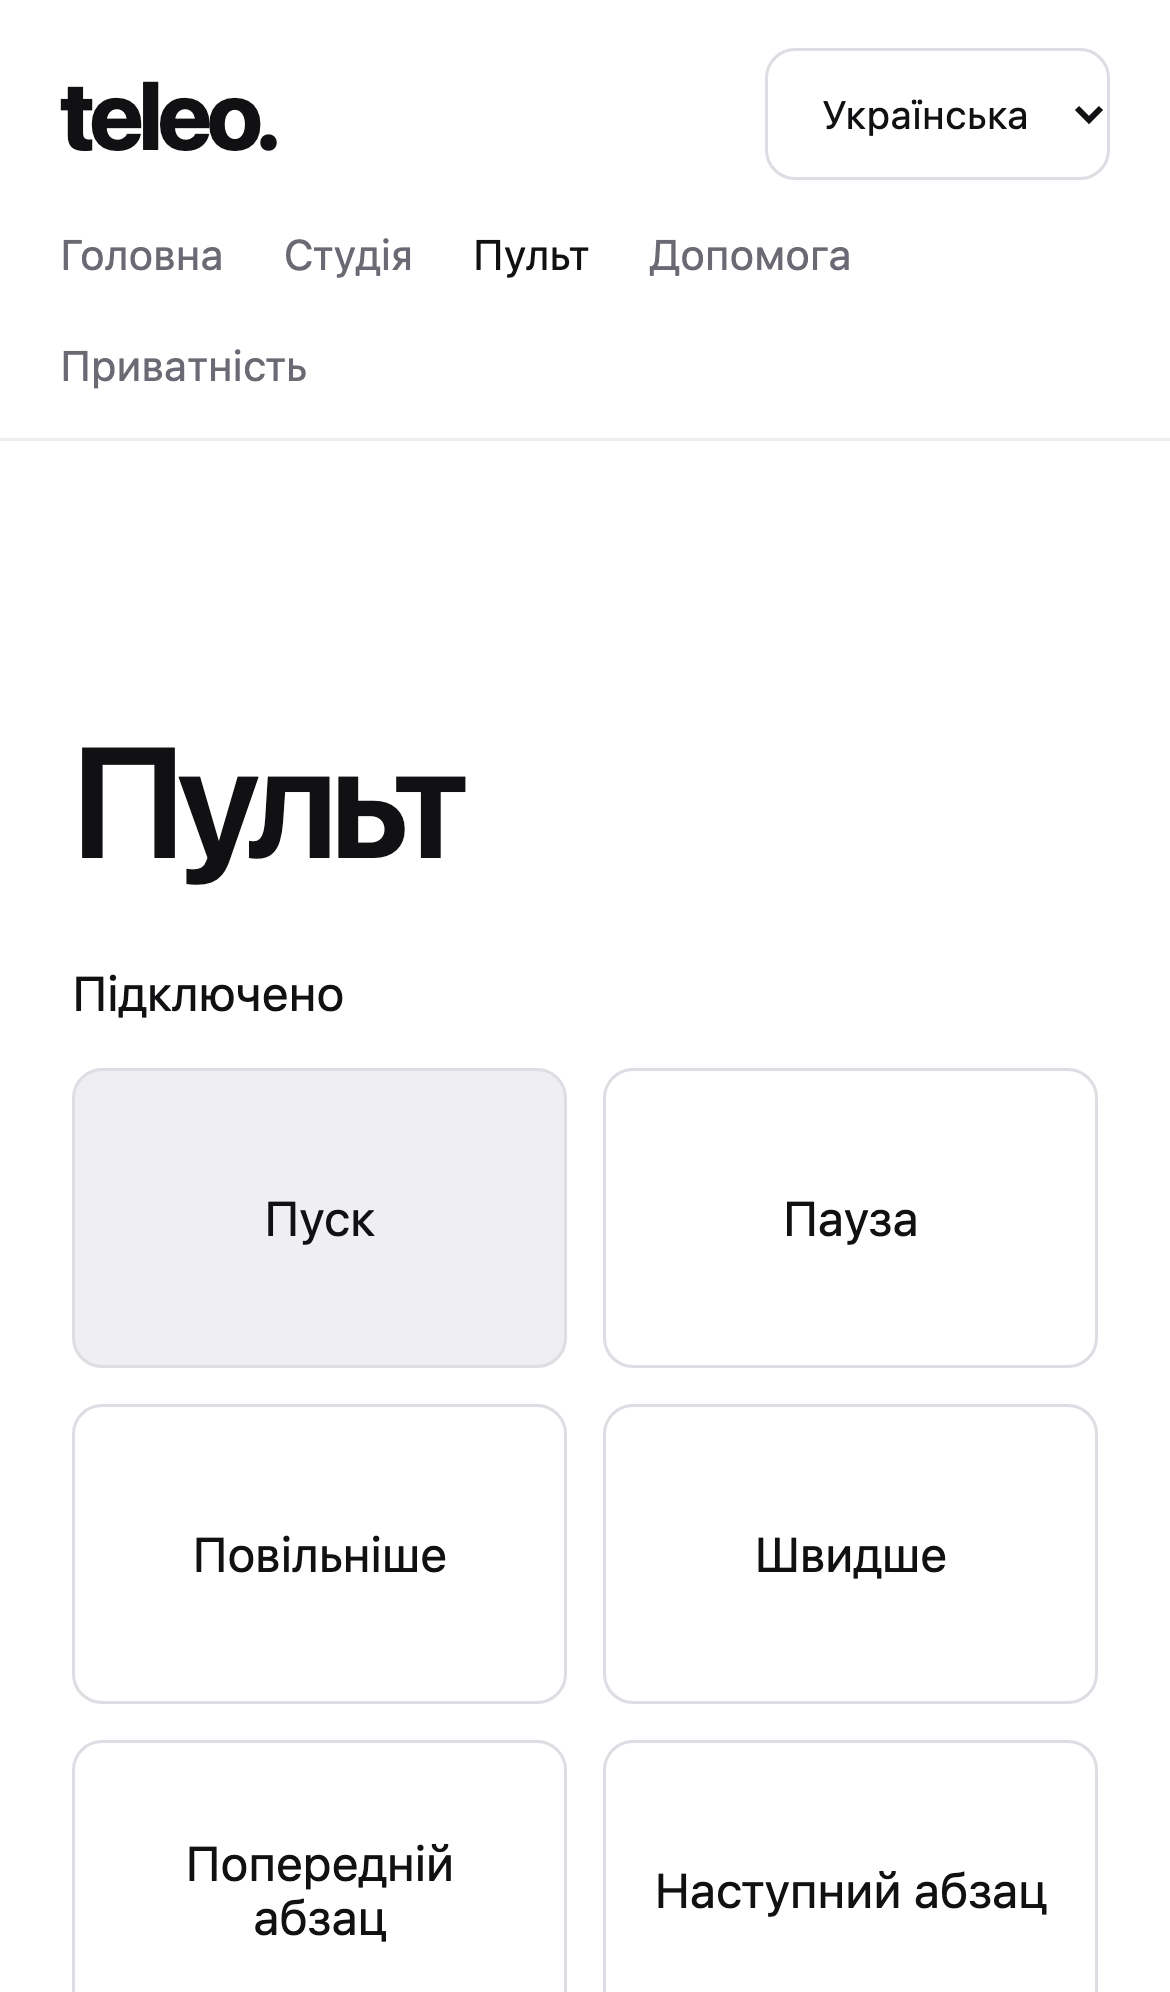 teleo.
Українська
Головна Студія Пульт Допомога
Приватність
Пульт
Підключено
Пуск
Пауза
Повільніше
Швидше
Попередній
абзац
Наступний абзац